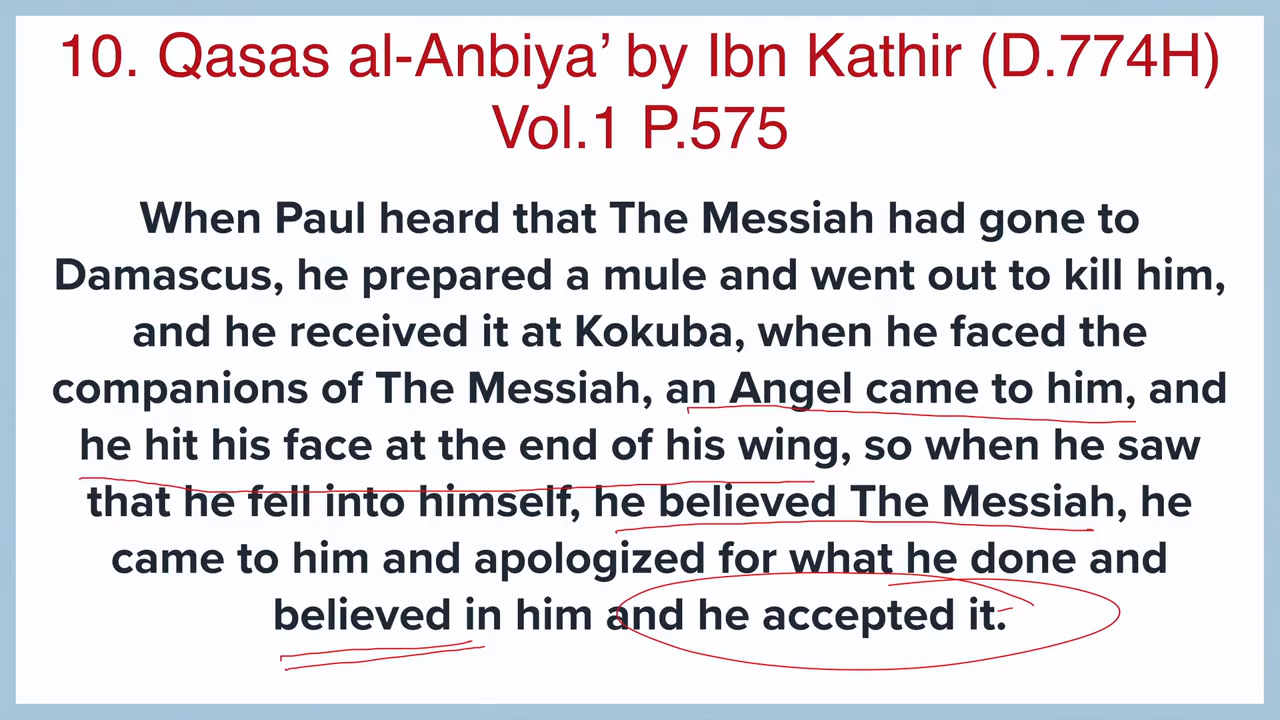 10. Qasas al-Anbiya’ by Ibn Kathir (D.774H)
Vol.1 P.575
When Paul heard that The Messiah had gone to
Damascus, he prepared a mule and went out to kill him,
and he received it at Kokuba, when he faced the
companions of The Messiah, an Angel came to him, and
he hit his face at the end of his wing, so when he saw
that he fell into himself, he believed The Messiah, he
came to him and apologized for what he done and
believed in him and he accepted it.